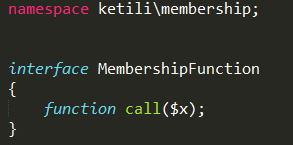 namespace ketili\membership;
interface MembershipFunction
{
function call($x);
}